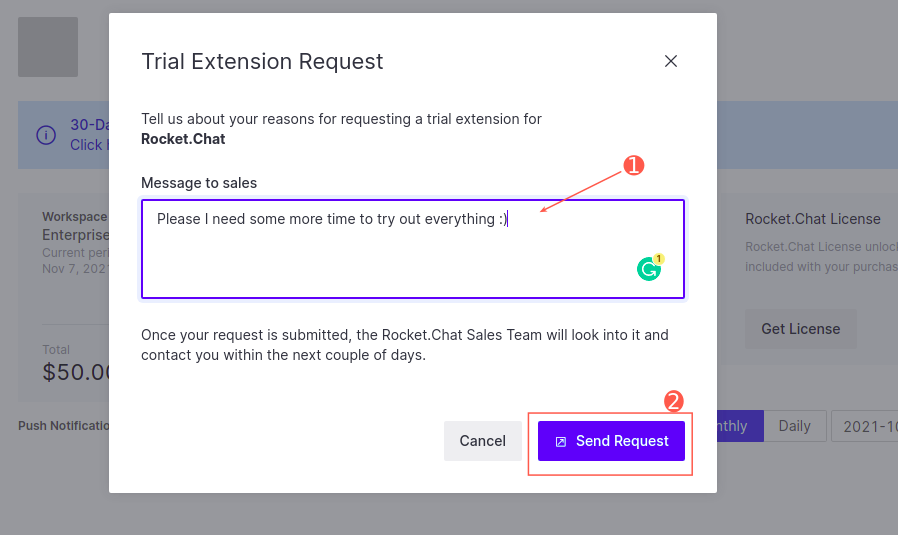 Trial Extension Request
30-Da
Click
Tell us about your reasons for requesting a trial extension for
Rocket.Chat
1
Message to sales
Please I need some more time to try out everything :)
1
Workspace
Enterprise
Current peri
Nov 7, 2021
Total
$50.00
Rocket.Chat License
Rocket.Chat License unlock
included with your purchas
Get License
Once your request is submitted, the Rocket.Chat Sales Team will look into it and
contact you within the next couple of days.
2
Cancel
Send Request
Push Notificatio
nthly
Daily
2021-10